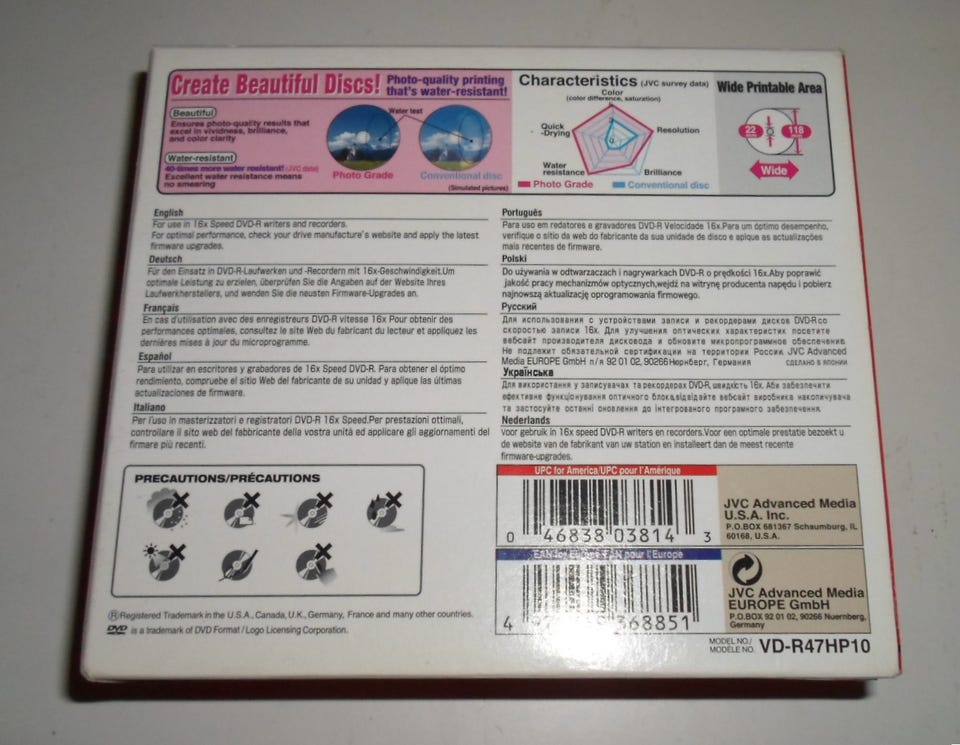 Create Beautiful Discs!
Photo-quality printing
that's water-resistant!
Beautiful
Ensures photo-quality results that
excel in vividness, brilliance,
and color clarity
Water-resistant
40-times more water resistant! (JVC data)
Excellent water resistance means
no smearing
Water test
Photo Grade
Conventional disc
(Simulated pictures)
Characteristics (JVC survey data)
Color
(color difference, saturation)
Quick
-Drying
Resolution
Water
resistance
Brilliance
Photo Grade
Conventional disc
Wide Printable Area
22
118
Wide
English
For use in 16x Speed DVD-R writers and recorders.
For optimal performance, check your drive manufacture's website and apply the latest
firmware upgrades.
Deutsch
Für den Einsatz in DVD-R-Laufwerken und -Recordern mit 16x-Geschwindigkeit.Um
optimale Leistung zu erzielen, überprüfen Sie die Angaben auf der Website Ihres
Laufwerkherstellers, und wenden Sie die neusten Firmware-Upgrades an.
Français
En cas d'utilisation avec des enregistreurs DVD-R vitesse 16x Pour obtenir des
performances optimales, consultez le site Web du fabricant du lecteur et appliquez les
dernières mises à jour du microprogramme.
Español
Para utilizar en escritores y grabadores de 16x Speed DVD-R. Para obtener el óptimo
rendimiento, compruebe el sitio Web del fabricante de su unidad y aplique las últimas
actualizaciones de firmware.
Italiano
Per l'uso in masterizzatori e registratori DVD-R 16x Speed.Per prestazioni ottimali,
controllare il sito web del fabbricante della vostra unità ed applicare gli aggiornamenti del
firmare più recenti.
Português
Para uso em redatores e gravadores DVD-R Velocidade 16x.Para um óptimo desempenho,
verifique o sítio da web do fabricante da sua unidade de disco e aplique as actualizações
mais recentes de firmware.
Polski
Do używania w odtwarzaczach i nagrywarkach DVD-R o prędkości 16x.Aby poprawić
jakość pracy mechanizmów optycznych,wejdź na witrynę producenta napędu i pobierz
najnowszą aktualizację oprogramowania firmowego.
Русский
Для использования с устройствами записи и рекордерами дисков DVD-R со
скоростью записи 16x. Для улучшения оптических характеристик посетите
вебсайт производителя дисковода и обновите микропрограммное обеспечение.
Не подлежит обязательной сертификации на территории России. JVC Advanced
Media EUROPE GmbH п/я 92 01 02, 90266 Нюрнберг, Германия СДЕЛАНО В ЯПОНИИ
Українська
Для використання у записувачах та рекордерах DVD-R, швидкість 16x. Аби забезпечити
ефективне функціонування оптичного блока,відвідайте вебсайт виробника накопичувача
та застосуйте останні оновлення до інтегрованого програмного забезпечення.
Nederlands
Voor gebruik in 16x speed DVD-R writers en recorders.Voor een optimale prestatie bezoekt u
de website van de fabrikant van uw station en installeert dan de meest recente
firmware-upgrades.
PRECAUTIONS/PRÉCAUTIONS
UPC for America/UPC pour l'Amérique
0 46838 03814 3
JVC Advanced Media
U.S.A. Inc.
P.O.BOX 681367 Schaumburg, IL
60168, U.S.A.
EAN for Europe/EAN pour l'Europe
4 368851
JVC Advanced Media
EUROPE GmbH
P.O.BOX 92 01 02, 90266 Nuernberg,
Germany
®Registered Trademark in the U.S.A., Canada, U.K., Germany, France and many other countries.
DVD is a trademark of DVD Format / Logo Licensing Corporation.
MODEL NO./
MODÈLE NO. VD-R47HP10